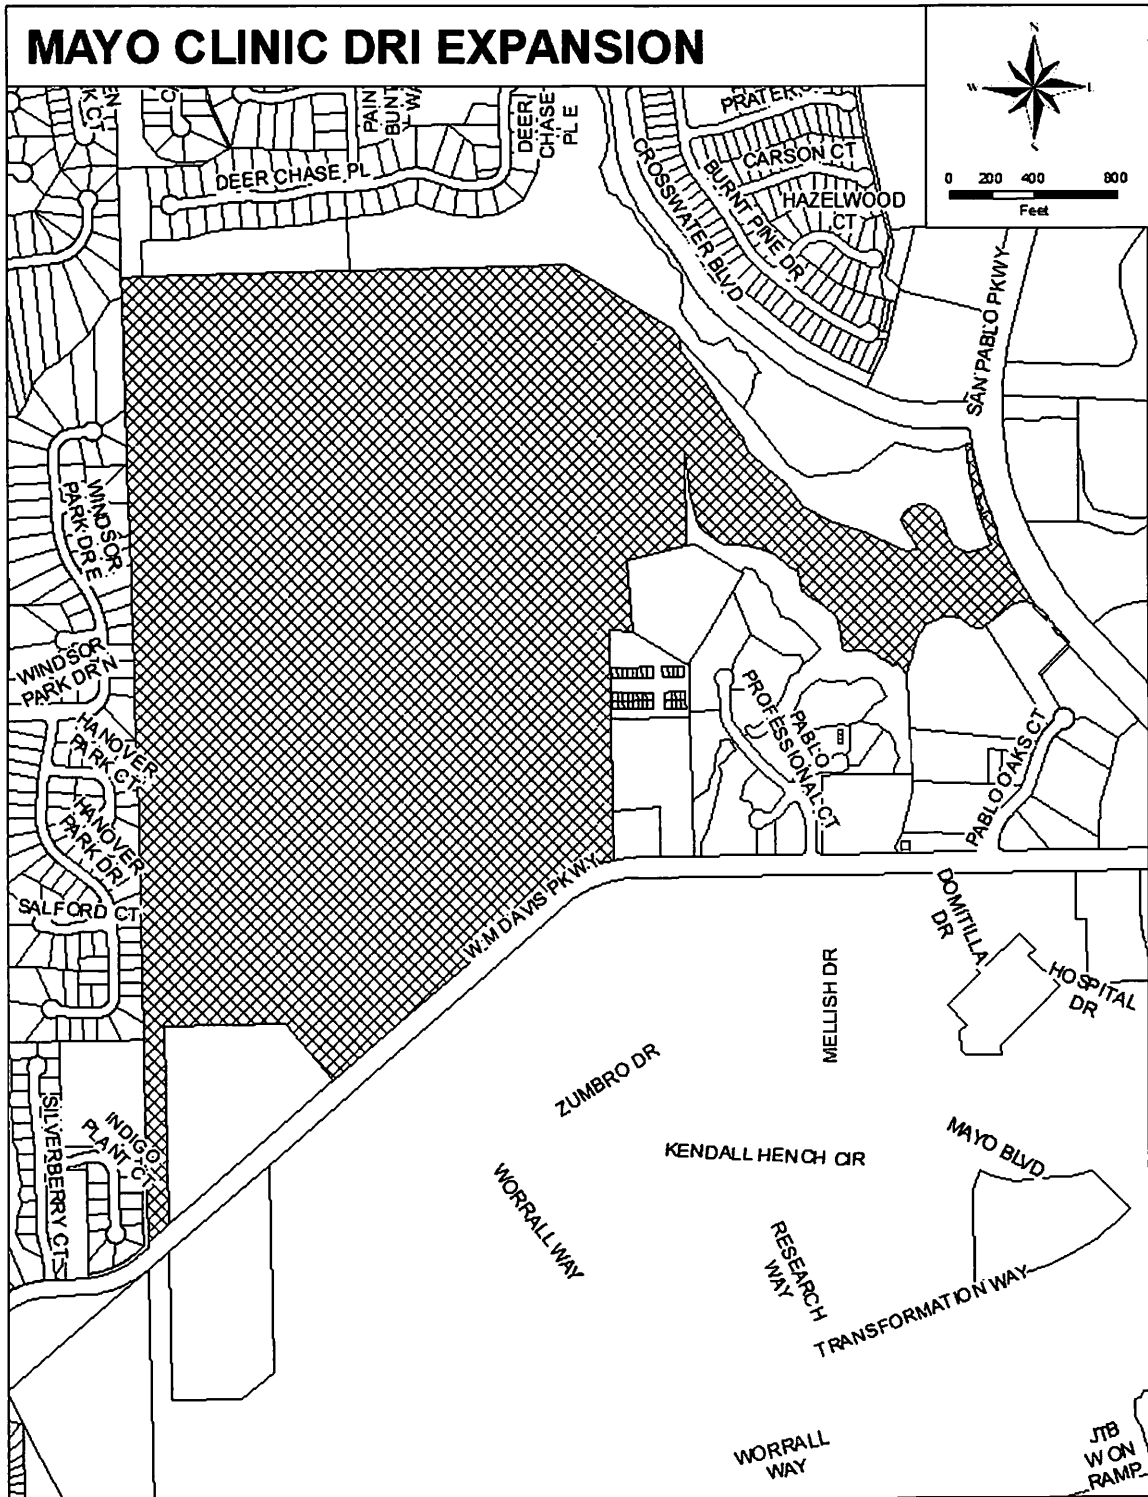 MAYO CLINIC DRI EXPANSION
N
W
0 200 400 800
Feet
DEER
CHASE
PL E
DEER CHASE PL
CARSON CT
HAZELWOOD
CT
CROSSWATER BLVD
BURNT PINE DR
SAN PABLO PKWY
WINDSOR
PARK DR E
WINDSOR
PARK DR N
HANOVER
PARK CT
HANOVER
PARK DR I
SALFORD CT
PABLO
PROFESSIONAL CT
PABLO OAKS CT
W M DAVIS PKWY
DOMITILLA
DR
HOSPITAL
DR
MELLISH DR
ZUMBRO DR
SILVERBERRY CT
INDIGO
PLANT CT
KENDALL HENCH CIR
MAYO BLVD
WORRALL WAY
RESEARCH
WAY
TRANSFORMATION WAY
WORRALL
WAY
JTB
W ON
RAMP